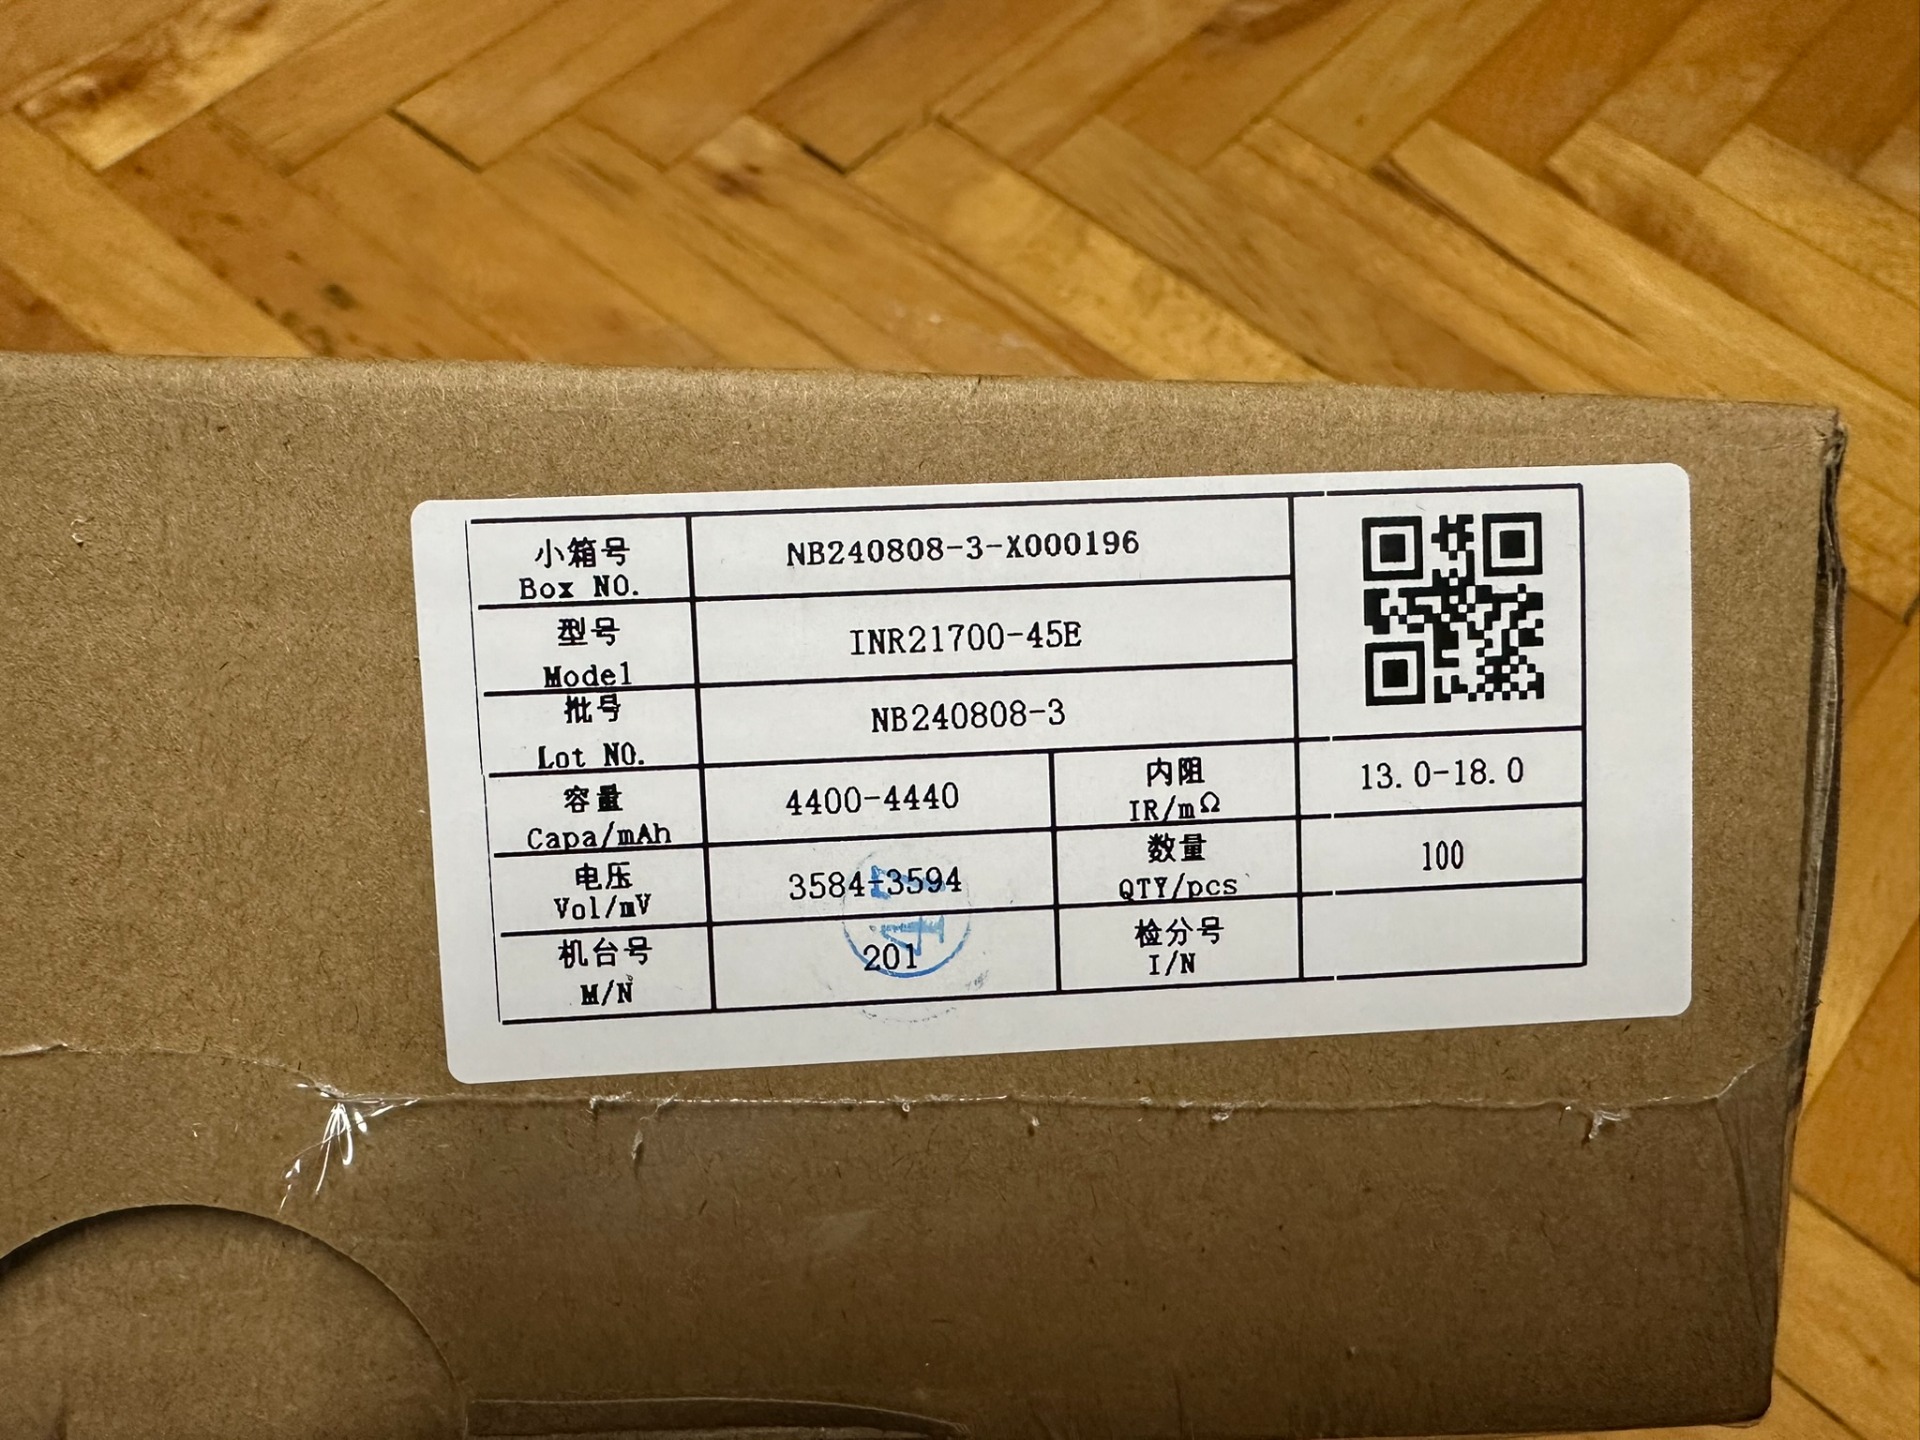 小箱号
Box NO.
NB240808-3-X000196
型号
Model
INR21700-45E
批号
Lot NO.
NB240808-3
容量
Capa/mAh
4400-4440
内阻
IR/mΩ
13.0-18.0
电压
Vol/mV
3584-3594
数量
QTY/pcs
100
机台号
M/N
201
检分号
I/N